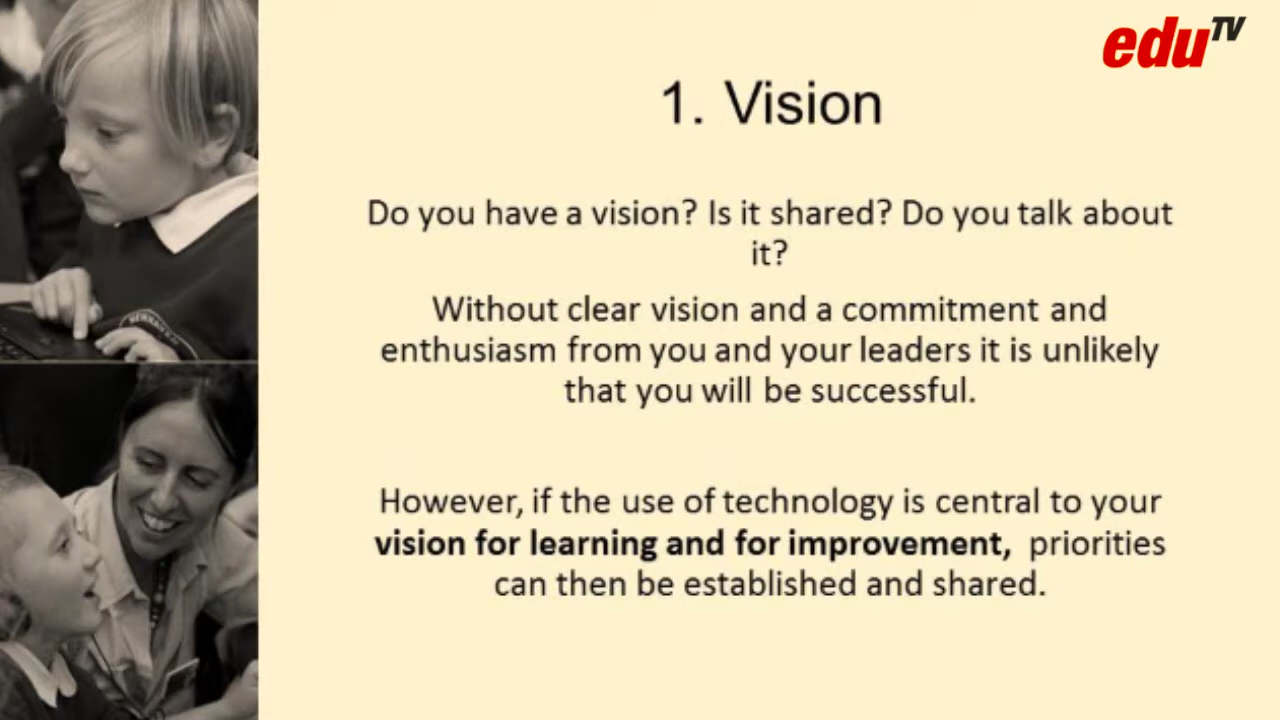 edu TV
1. Vision
Do you have a vision? Is it shared? Do you talk about
it?
Without clear vision and a commitment and
enthusiasm from you and your leaders it is unlikely
that you will be successful.
However, if the use of technology is central to your
vision for learning and for improvement, priorities
can then be established and shared.